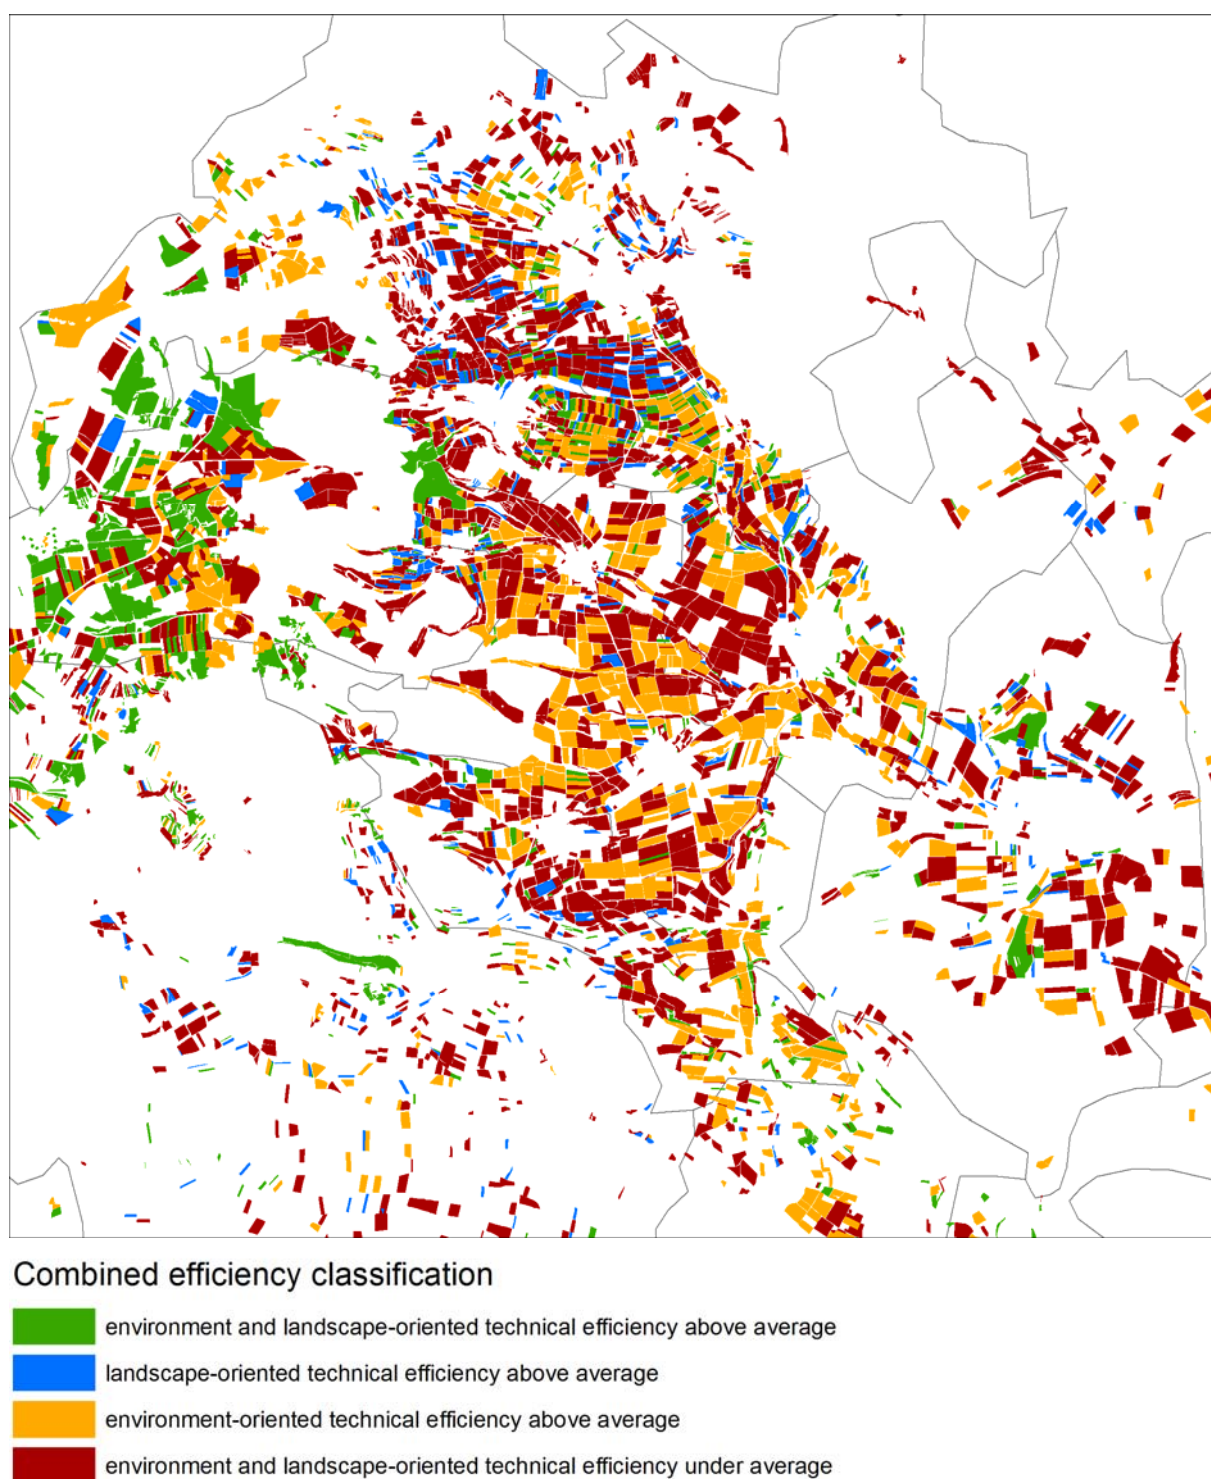 Combined efficiency classification
environment and landscape-oriented technical efficiency above average
landscape-oriented technical efficiency above average
environment-oriented technical efficiency above average
environment and landscape-oriented technical efficiency under average